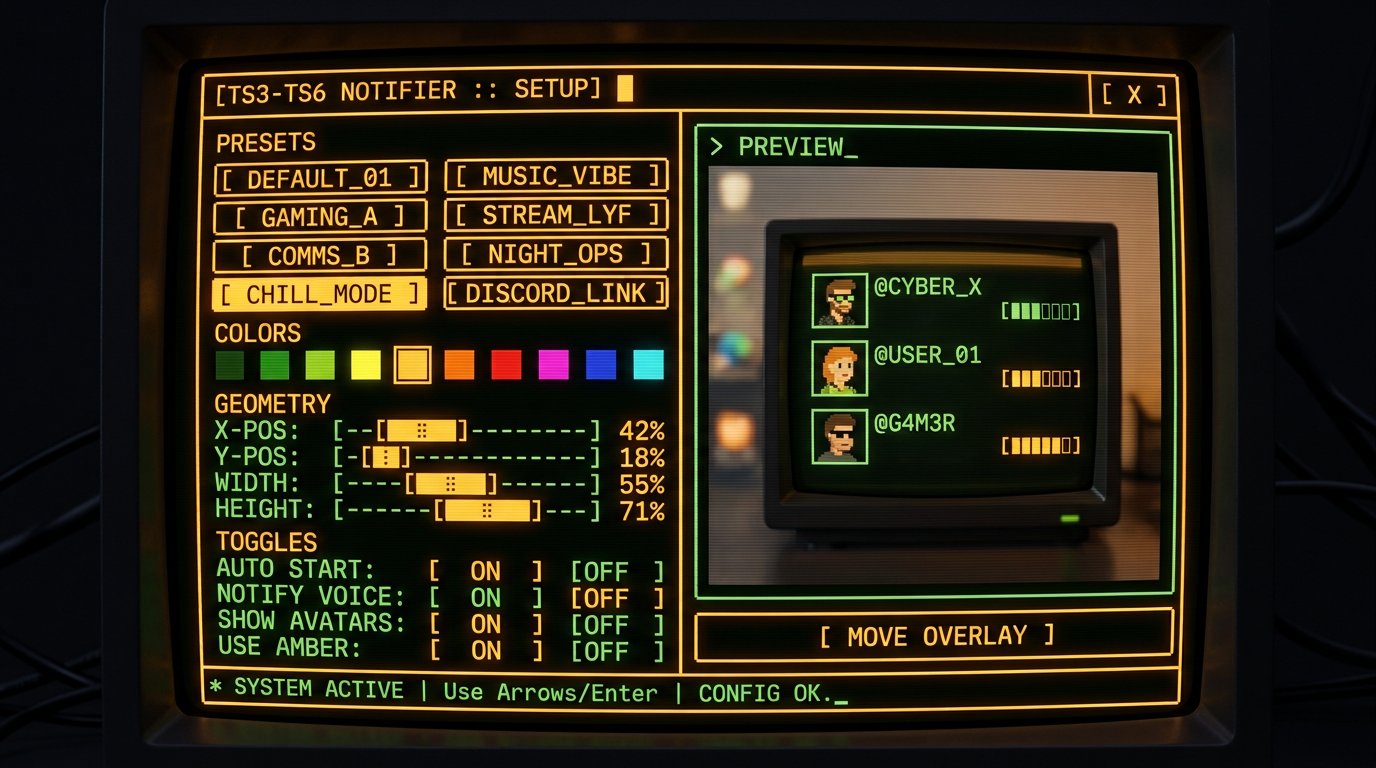 [TS3-TS6 NOTIFIER :: SETUP]
[ X ]
PRESETS
[ DEFAULT_01 ] [ MUSIC_VIBE ]
[ GAMING_A ] [ STREAM_LYF ]
[ COMMS_B ] [ NIGHT_OPS ]
[ CHILL_MODE ] [DISCORD_LINK]
COLORS
GEOMETRY
X-POS: [--[⠿]--------] 42%
Y-POS: [-[⠿]------------] 18%
WIDTH: [----[⠿]------] 55%
HEIGHT: [------[⠿]---] 71%
TOGGLES
AUTO START: [ ON ] [OFF ]
NOTIFY VOICE: [ ON ] [OFF ]
SHOW AVATARS: [ ON ] [OFF ]
USE AMBER: [ ON ] [OFF ]
> PREVIEW_
@CYBER_X
@USER_01
@G4M3R
[ MOVE OVERLAY ]
* SYSTEM ACTIVE | Use Arrows/Enter | CONFIG OK._